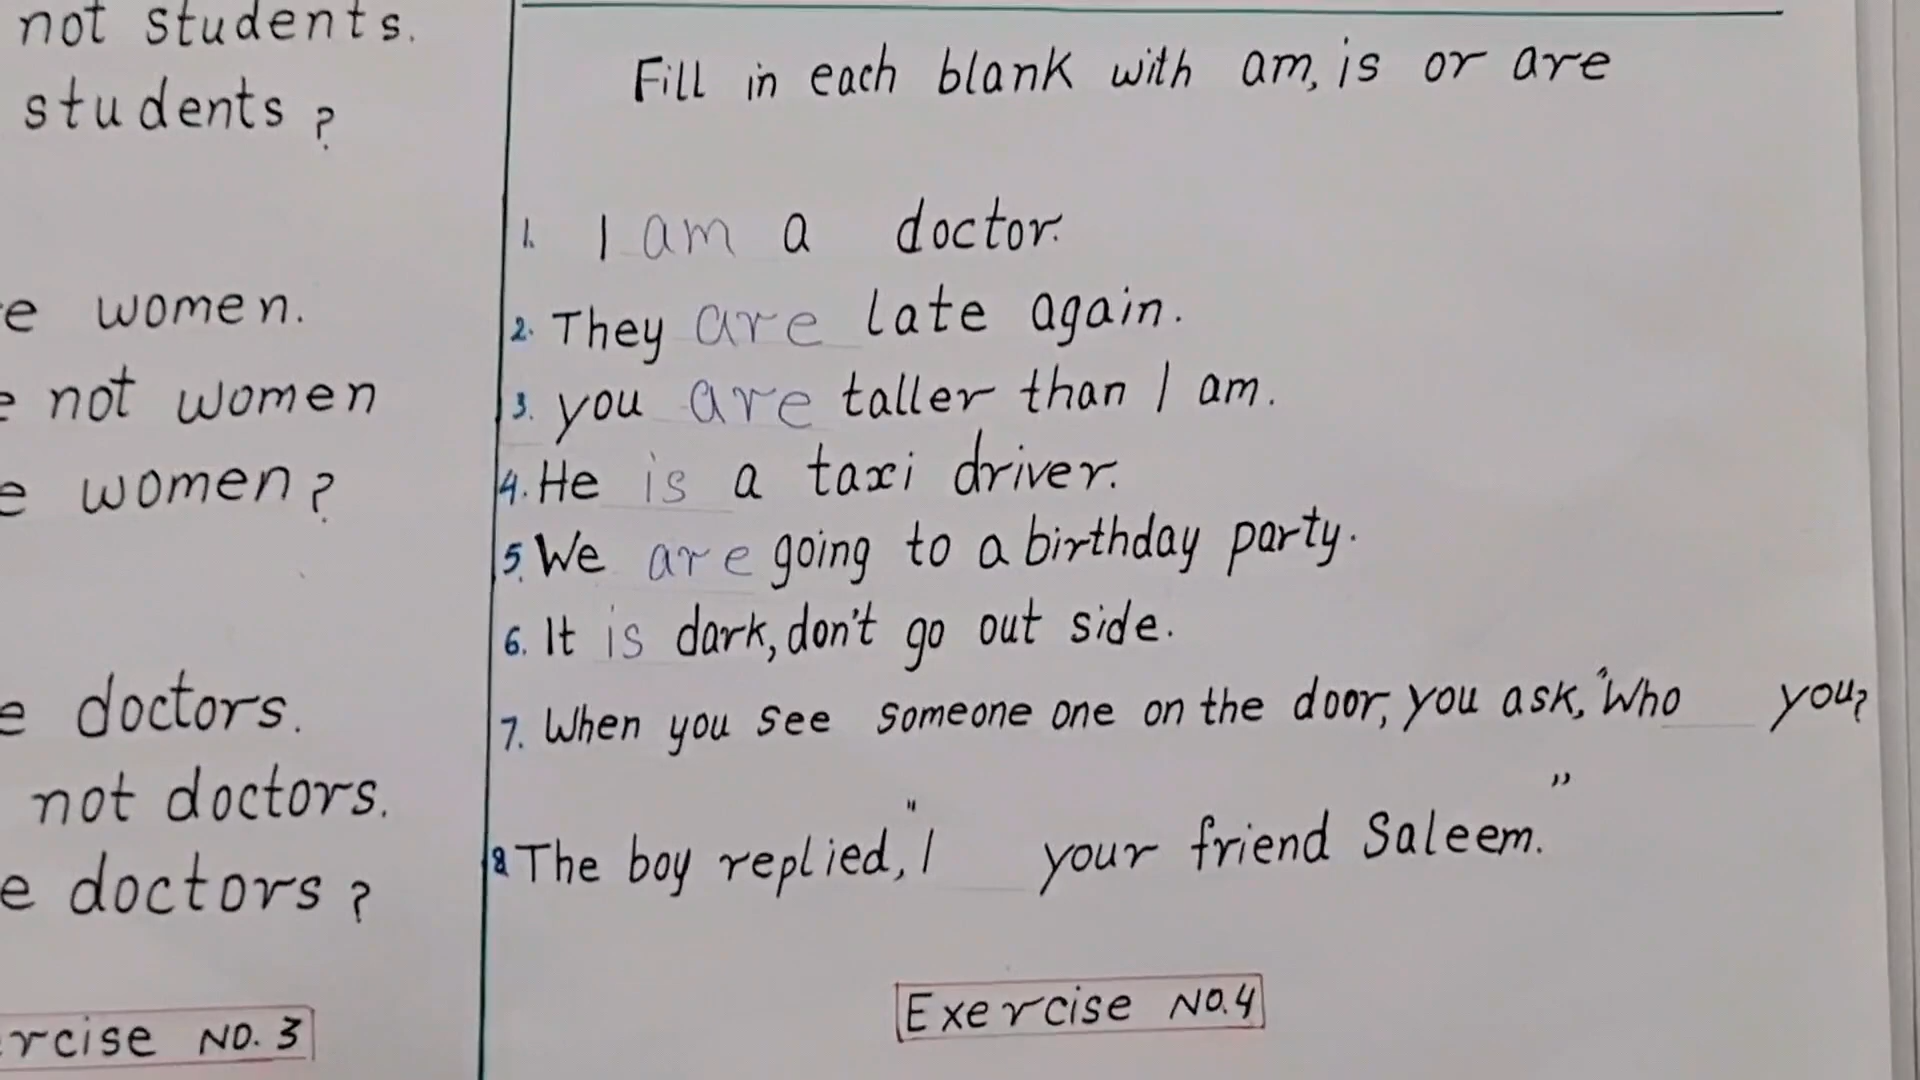 not students.
students ?
women.
not women
women ?
doctors.
not doctors.
doctors ?
NO. 3
Fill in each blank with am, is or are
1. I am a doctor.
2. They are late again.
3. you are taller than I am.
4. He is a taxi driver.
5. We are going to a birthday party.
6. It is dark, don't go out side.
7. When you see someone one on the door, you ask, "Who you?
"
8 The boy replied, "I your friend Saleem."
Exercise NO. 4